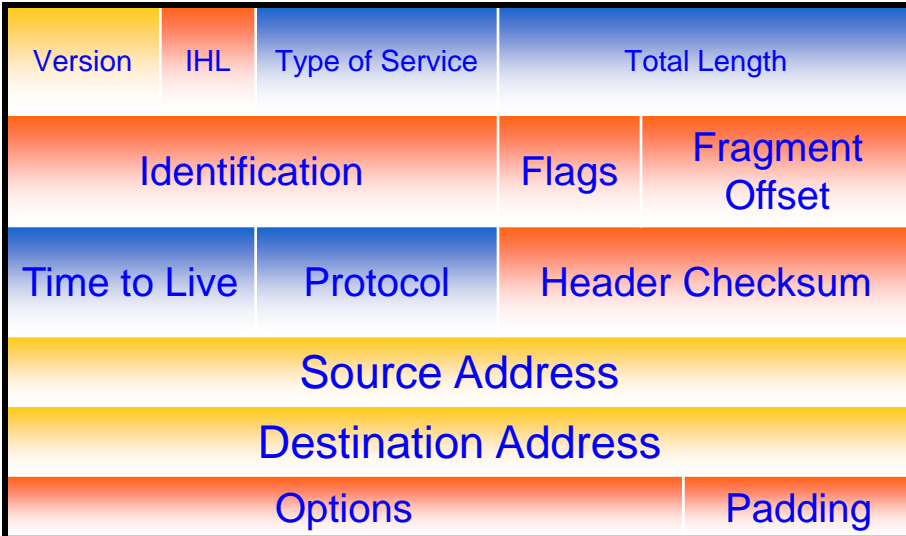 Version IHL Type of Service Total Length
Identification Flags Fragment Offset
Time to Live Protocol Header Checksum
Source Address
Destination Address
Options Padding